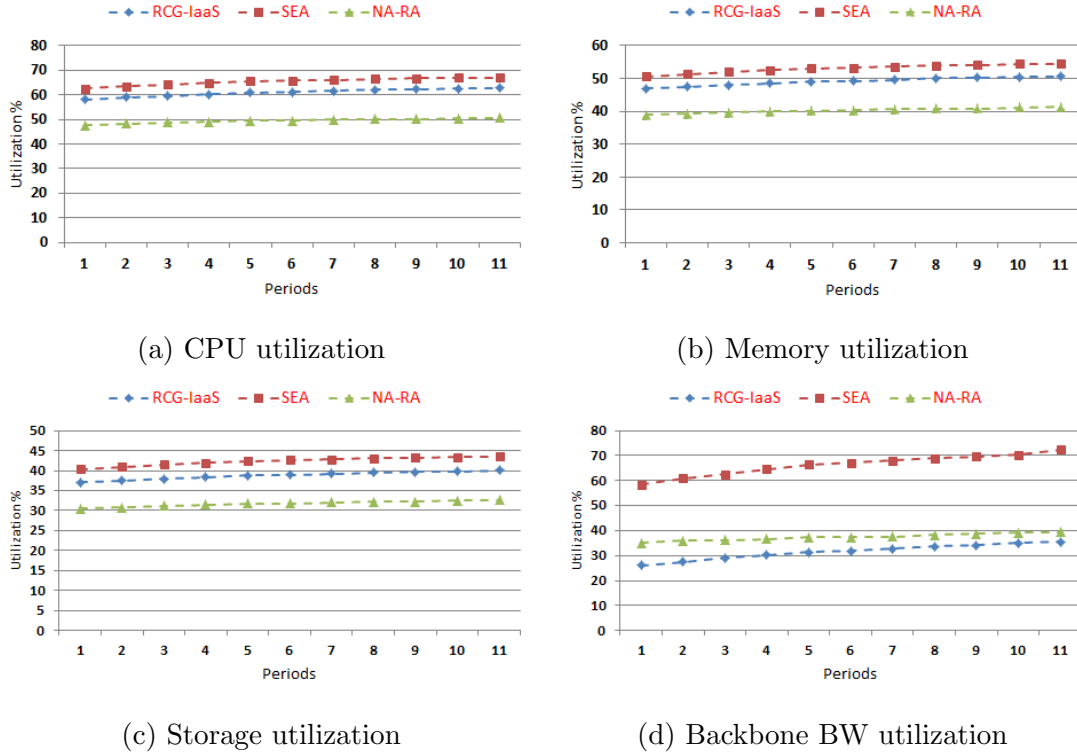 RCG-IaaS SEA NA-RA
80
70
60
50
40
30
20
10
0
Utilization%
1 2 3 4 5 6 7 8 9 10 11
Periods
(a) CPU utilization
RCG-IaaS SEA NA-RA
60
50
40
30
20
10
0
Utilization%
1 2 3 4 5 6 7 8 9 10 11
Periods
(b) Memory utilization
RCG-IaaS SEA NA-RA
50
45
40
35
30
25
20
15
10
5
0
Utilization%
1 2 3 4 5 6 7 8 9 10 11
Periods
(c) Storage utilization
RCG-IaaS SEA NA-RA
80
70
60
50
40
30
20
10
0
Utilization%
1 2 3 4 5 6 7 8 9 10 11
Periods
(d) Backbone BW utilization